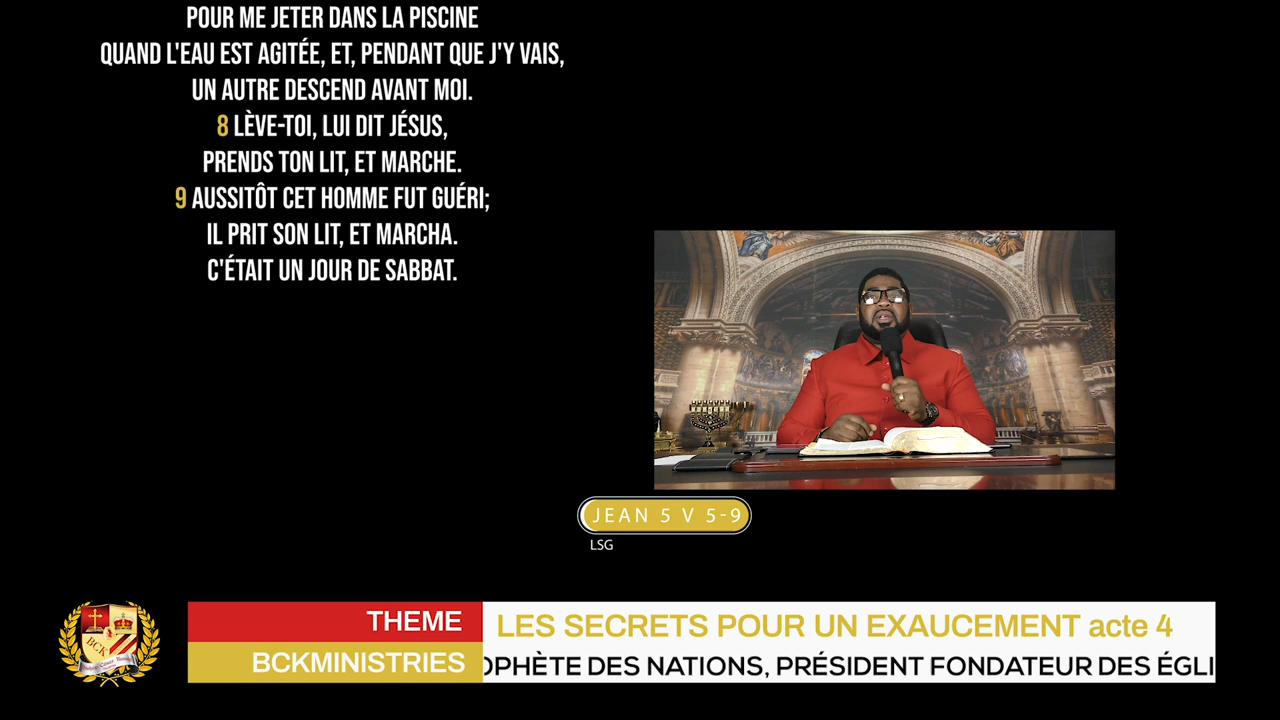 POUR ME JETER DANS LA PISCINE
QUAND L'EAU EST AGITÉE, ET, PENDANT QUE J'Y VAIS,
UN AUTRE DESCEND AVANT MOI.
8 LÈVE-TOI, LUI DIT JÉSUS,
PRENDS TON LIT, ET MARCHE.
9 AUSSITÔT CET HOMME FUT GUÉRI;
IL PRIT SON LIT, ET MARCHA.
C'ÉTAIT UN JOUR DE SABBAT.
JEAN 5 V 5-9
LSG
THEME
LES SECRETS POUR UN EXAUCEMENT acte 4
BCKMINISTRIES
OPHÈTE DES NATIONS, PRÉSIDENT FONDATEUR DES ÉGLI
BCK